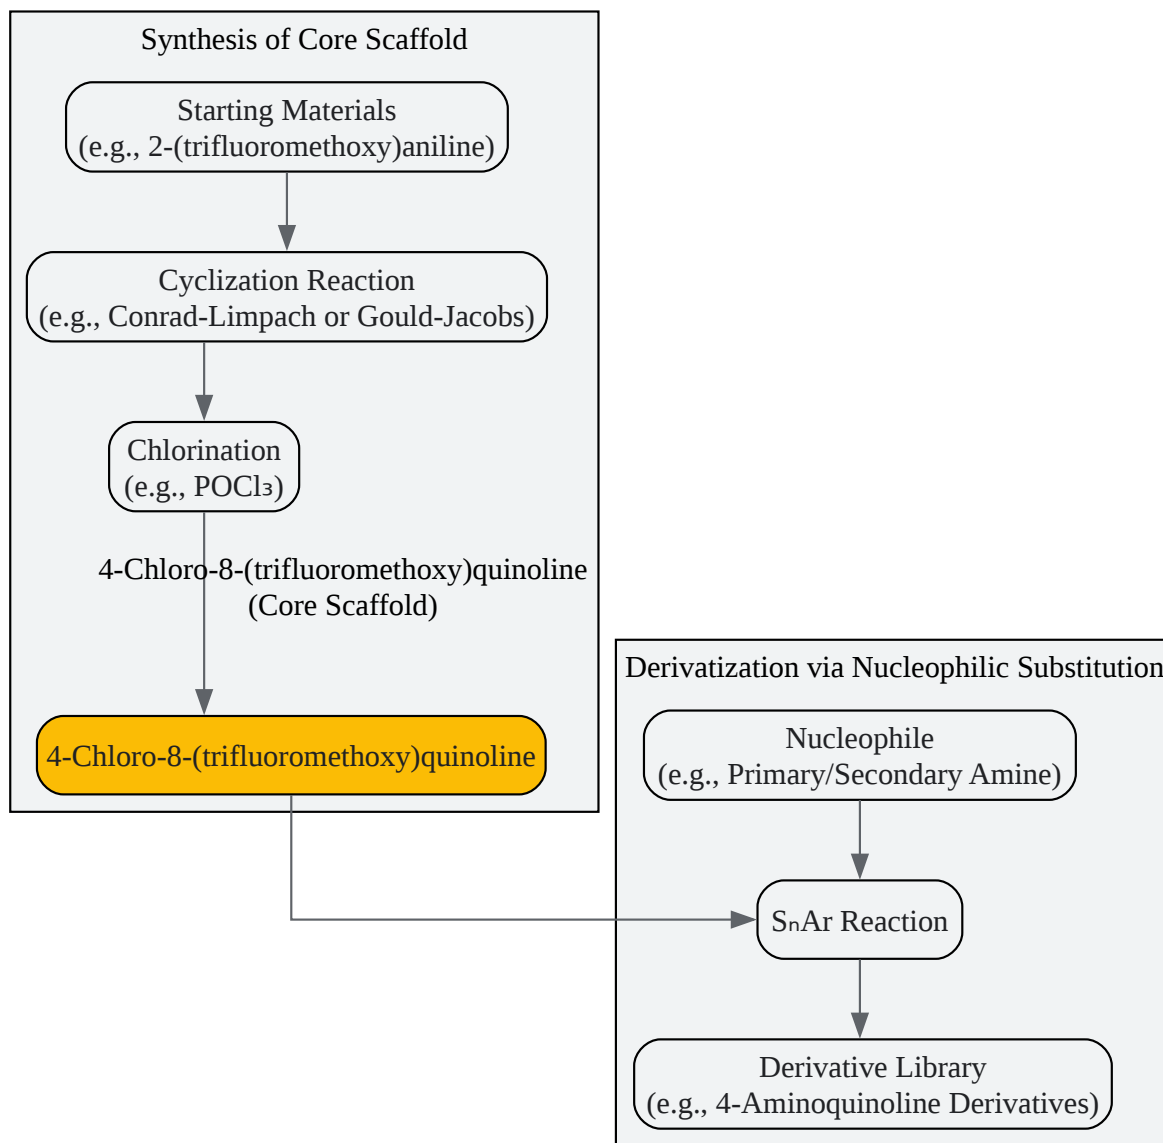 Synthesis of Core Scaffold
Starting Materials
(e.g., 2-(trifluoromethoxy)aniline)
Cyclization Reaction
(e.g., Conrad-Limpach or Gould-Jacobs)
Chlorination
(e.g., POCl₃)
4-Chloro-8-(trifluoromethoxy)quinoline
(Core Scaffold)
4-Chloro-8-(trifluoromethoxy)quinoline
Derivatization via Nucleophilic Substitution
Nucleophile
(e.g., Primary/Secondary Amine)
SₙAr Reaction
Derivative Library
(e.g., 4-Aminoquinoline Derivatives)